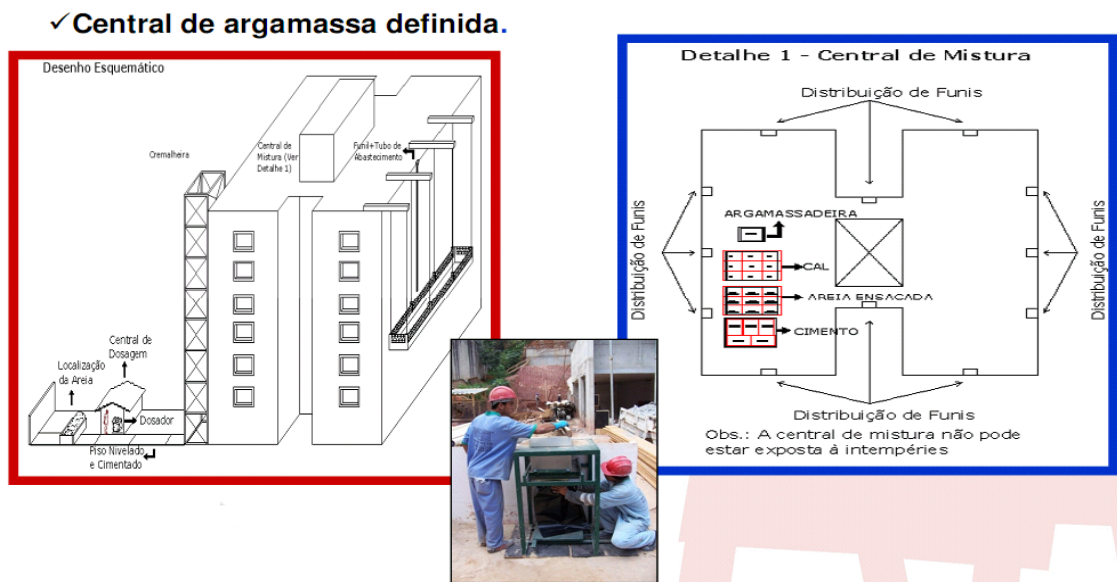 ✓Central de argamassa definida.
Desenho Esquemático
Cremalheira
Central de
Mistura (Ver
Detalhe 1)
Funil+Tubo de
Abastecimento
Central de
Dosagem
Localização
da Areia
Dosador
Piso Nivelado
e Cimentado
Detalhe 1 - Central de Mistura
Distribuição de Funis
Distribuição de Funis
ARGAMASSADEIRA
CAL
AREIA ENSACADA
CIMENTO
Distribuição de Funis
Distribuição de Funis
Obs.: A central de mistura não pode
estar exposta à intempéries